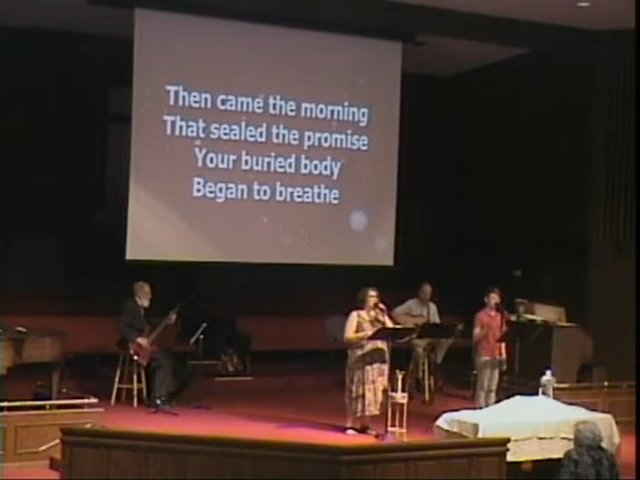 Then came the morning
That sealed the promise
Your buried body
Began to breathe